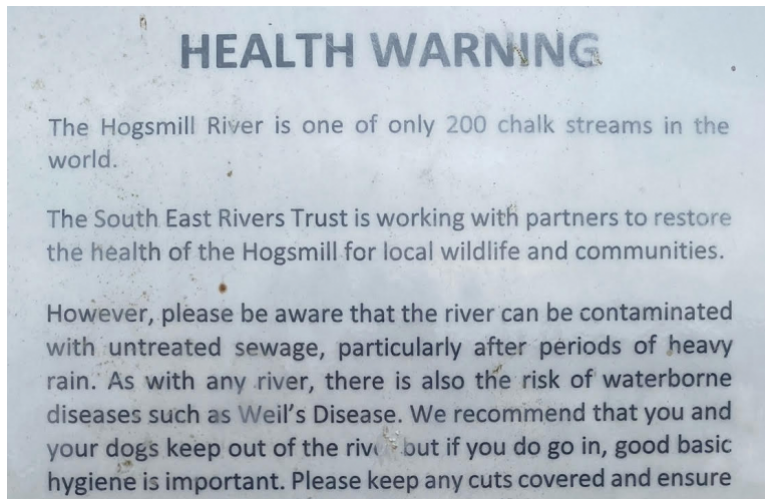 HEALTH WARNING
The Hogsmill River is one of only 200 chalk streams in the
world.
The South East Rivers Trust is working with partners to restore
the health of the Hogsmill for local wildlife and communities.
However, please be aware that the river can be contaminated
with untreated sewage, particularly after periods of heavy
rain. As with any river, there is also the risk of waterborne
diseases such as Weil's Disease. We recommend that you and
your dogs keep out of the river but if you do go in, good basic
hygiene is important. Please keep any cuts covered and ensure